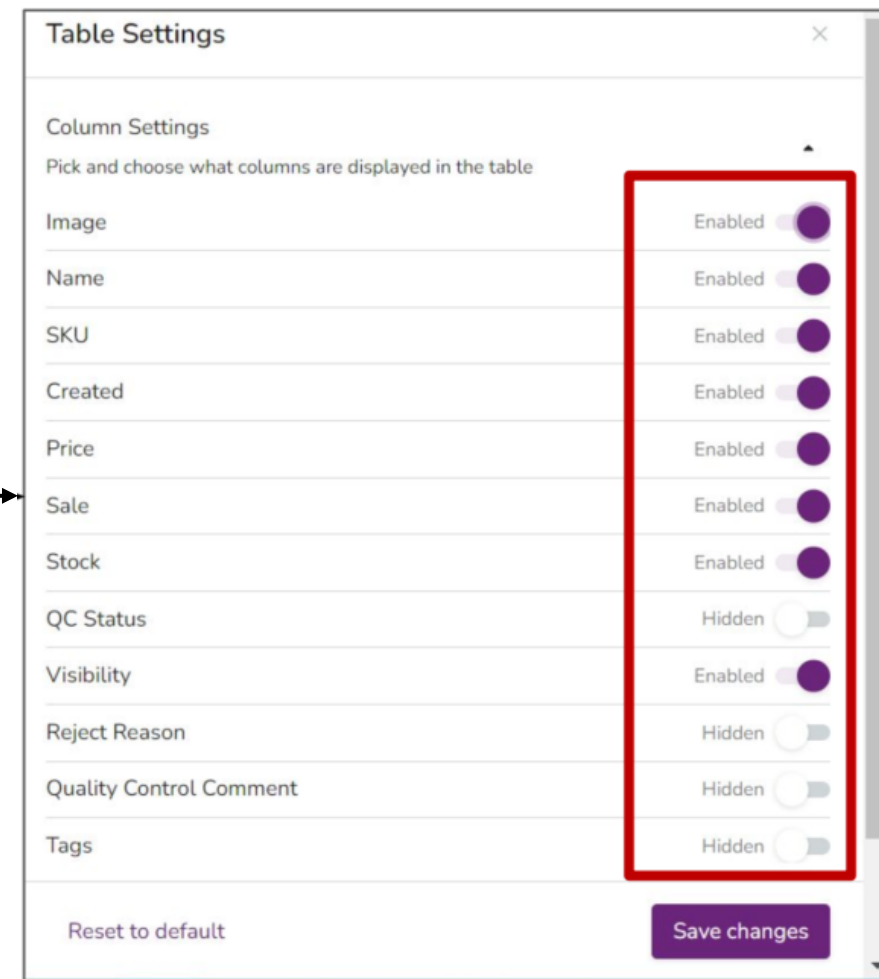 Table Settings
Column Settings
Pick and choose what columns are displayed in the table
Image Enabled
Name Enabled
SKU Enabled
Created Enabled
Price Enabled
Sale Enabled
Stock Enabled
QC Status Hidden
Visibility Enabled
Reject Reason Hidden
Quality Control Comment Hidden
Tags Hidden
Reset to default Save changes